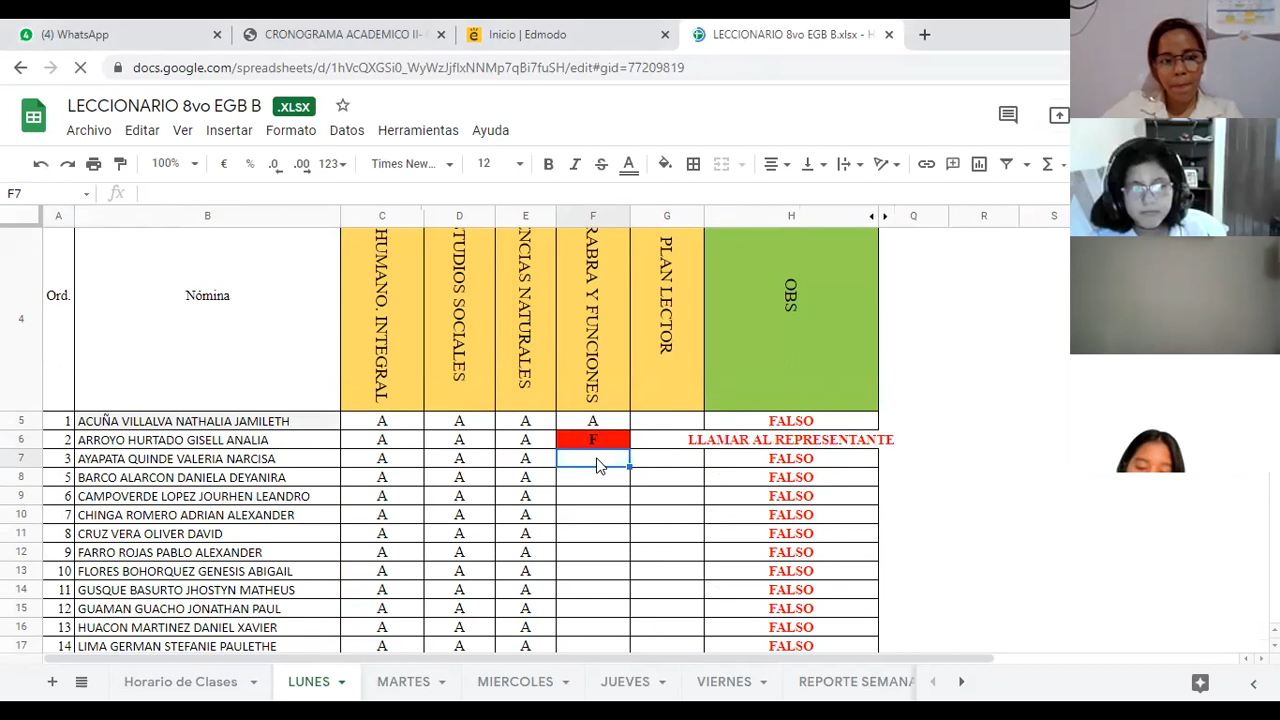 (4) WhatsApp
CRONOGRAMA ACADEMICO II-
Inicio | Edmodo
LECCIONARIO 8vo EGB B.xlsx - H
docs.google.com/spreadsheets/d/1hVcQXGSi0_WyWzJjfIxINNMp7qBi7fuSH/edit#gid=77209819
LECCIONARIO 8vo EGB B
.XLSX
Archivo Editar Ver Insertar Formato Datos Herramientas Ayuda
100% € % .0 .00 123 Times New... 12 B I S A
F7 fx
A B C D E F G H Q R S
4 Ord. Nómina HUMANO. INTEGRAL TUDIOS SOCIALES NCIAS NATURALES RABRA Y FUNCIONES PLAN LECTOR OBS
5 1 ACUÑA VILLALVA NATHALIA JAMILETH A A A A FALSO
6 2 ARROYO HURTADO GISELL ANALIA A A A F LLAMAR AL REPRESENTANTE
7 3 AYAPATA QUINDE VALERIA NARCISA A A A FALSO
8 5 BARCO ALARCON DANIELA DEYANIRA A A A FALSO
9 6 CAMPOVERDE LOPEZ JOURHEN LEANDRO A A A FALSO
10 7 CHINGA ROMERO ADRIAN ALEXANDER A A A FALSO
11 8 CRUZ VERA OLIVER DAVID A A A FALSO
12 9 FARRO ROJAS PABLO ALEXANDER A A A FALSO
13 10 FLORES BOHORQUEZ GENESIS ABIGAIL A A A FALSO
14 11 GUSQUE BASURTO JHOSTYN MATHEUS A A A FALSO
15 12 GUAMAN GUACHO JONATHAN PAUL A A A FALSO
16 13 HUACON MARTINEZ DANIEL XAVIER A A A FALSO
17 14 LIMA GERMAN STEFANIE PAULETHE A A A FALSO
Horario de Clases LUNES MARTES MIERCOLES JUEVES VIERNES REPORTE SEMANA